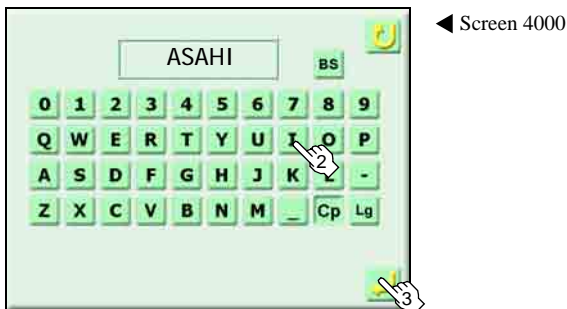 ◀ Screen 4000
ASAHI
BS
0 1 2 3 4 5 6 7 8 9
Q W E R T Y U I O P
A S D F G H J K L -
Z X C V B N M _ Cp Lg
2
3